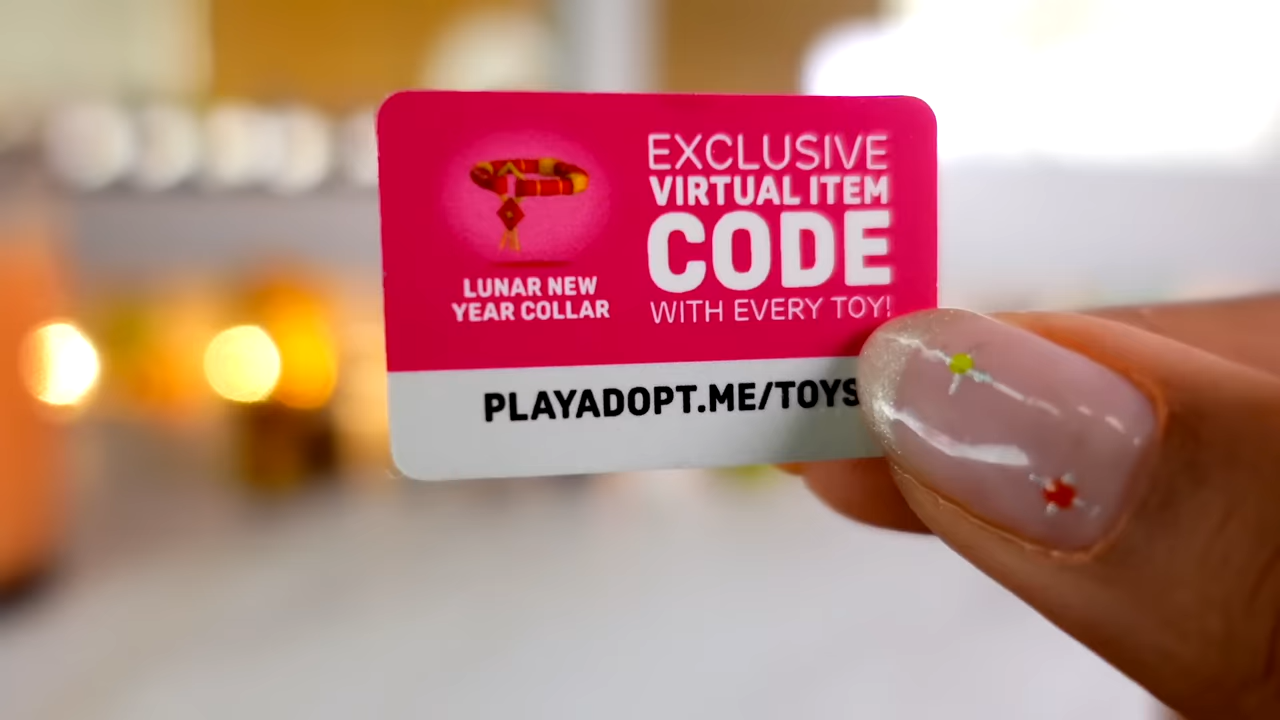 EXCLUSIVE
VIRTUAL ITEM
CODE
WITH EVERY TOY!
LUNAR NEW
YEAR COLLAR
PLAYADOPT.ME/TOYS